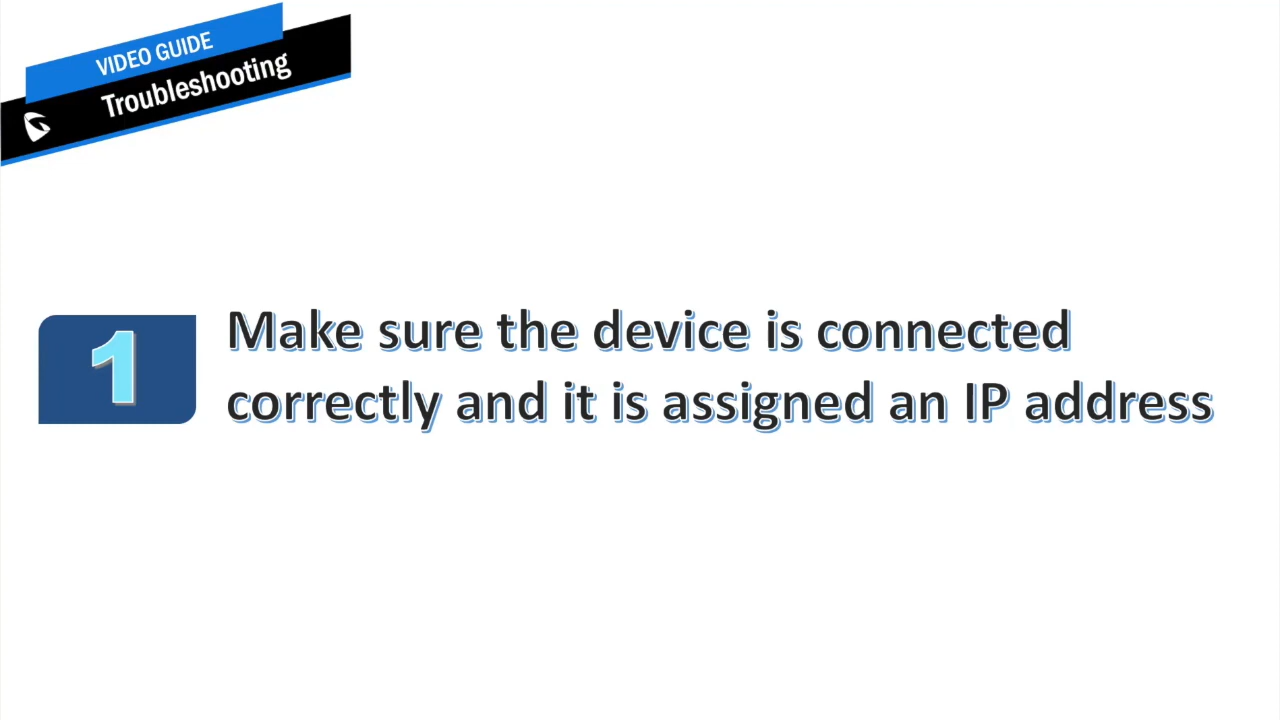 VIDEO GUIDE
Troubleshooting
1
Make sure the device is connected
correctly and it is assigned an IP address